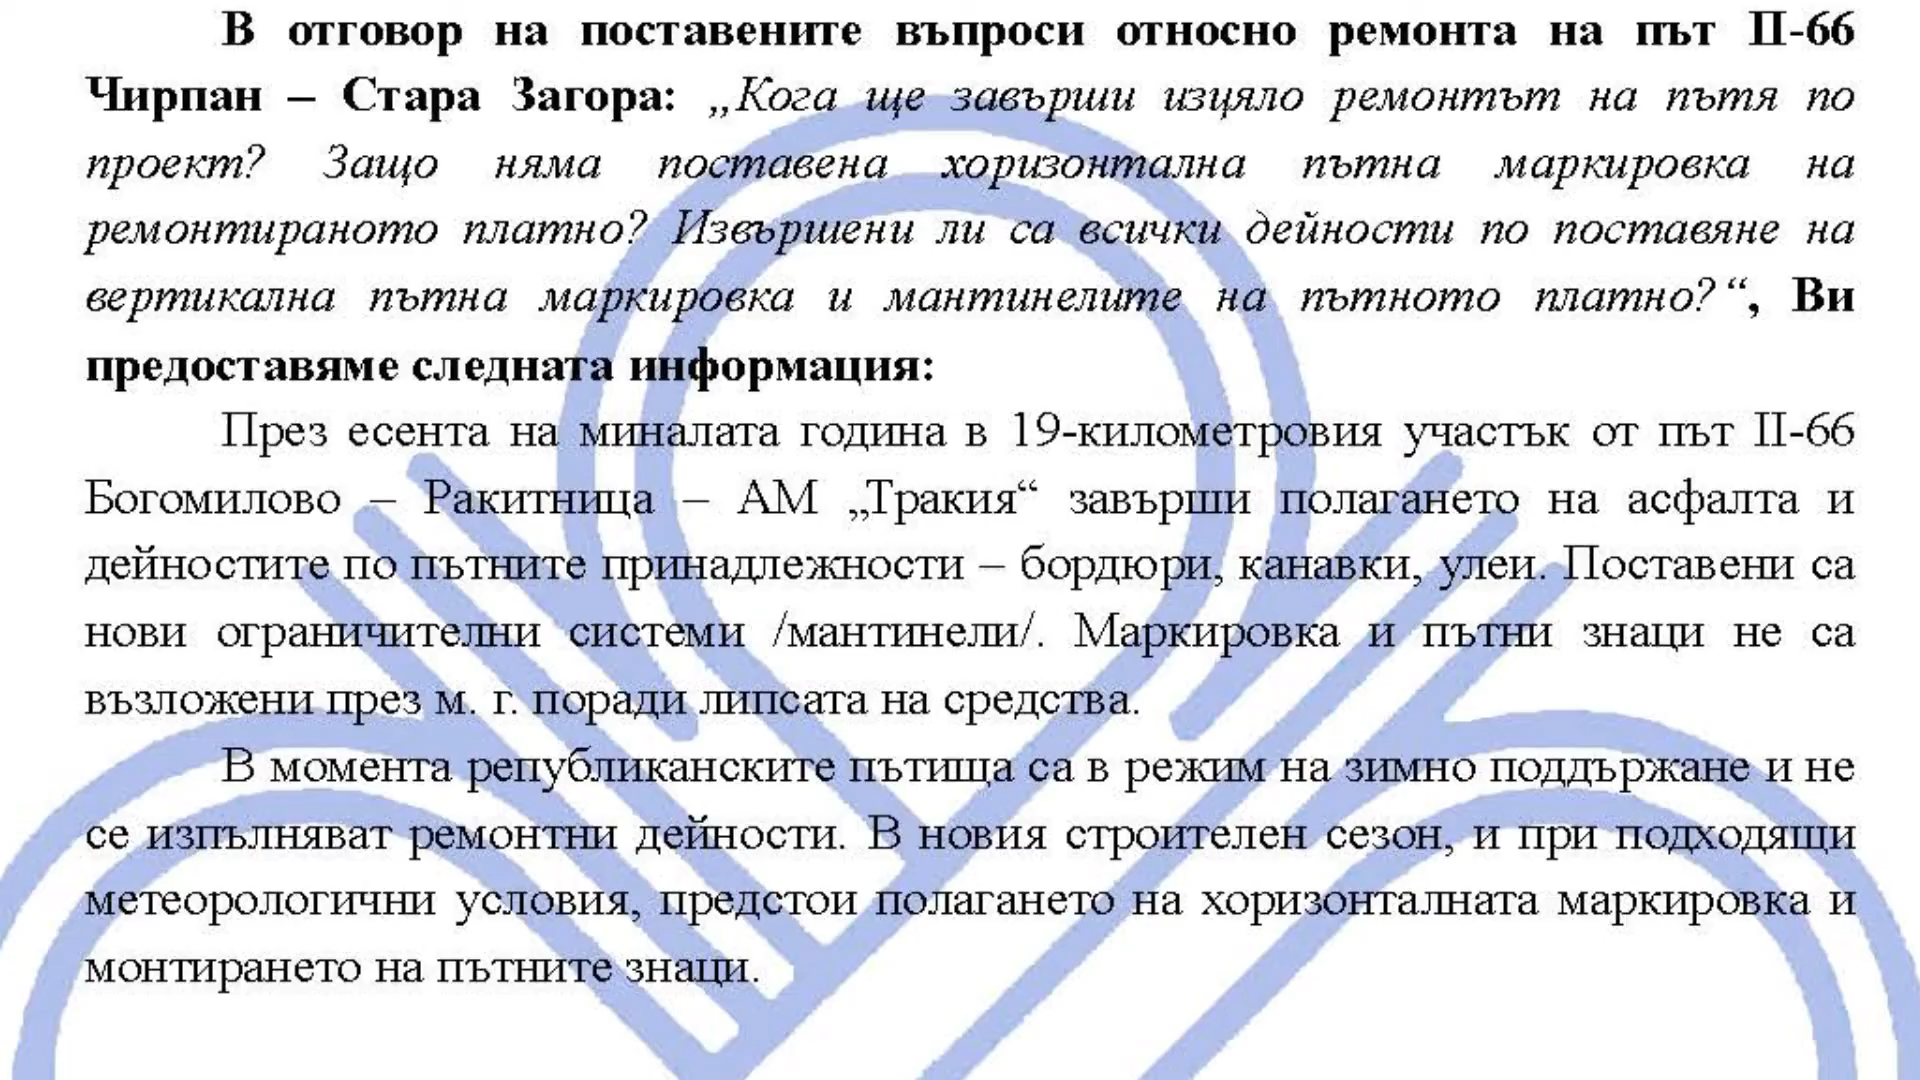 В отговор на поставените въпроси относно ремонта на път II-66
Чирпан – Стара Загора: „Кога ще завърши изцяло ремонтът на пътя по
проект? Защо няма поставена хоризонтална пътна маркировка на
ремонтираното платно? Извършени ли са всички дейности по поставяне на
вертикална пътна маркировка и мантинелите на пътното платно?“, Ви
предоставяме следната информация:
През есента на миналата година в 19-километровия участък от път II-66
Богомилово – Ракитница – АМ „Тракия“ завърши полагането на асфалта и
дейностите по пътните принадлежности – бордюри, канавки, улеи. Поставени са
нови ограничителни системи /мантинели/. Маркировка и пътни знаци не са
възложени през м. г. поради липсата на средства.
В момента републиканските пътища са в режим на зимно поддържане и не
се изпълняват ремонтни дейности. В новия строителен сезон, и при подходящи
метеорологични условия, предстои полагането на хоризонталната маркировка и
монтирането на пътните знаци.